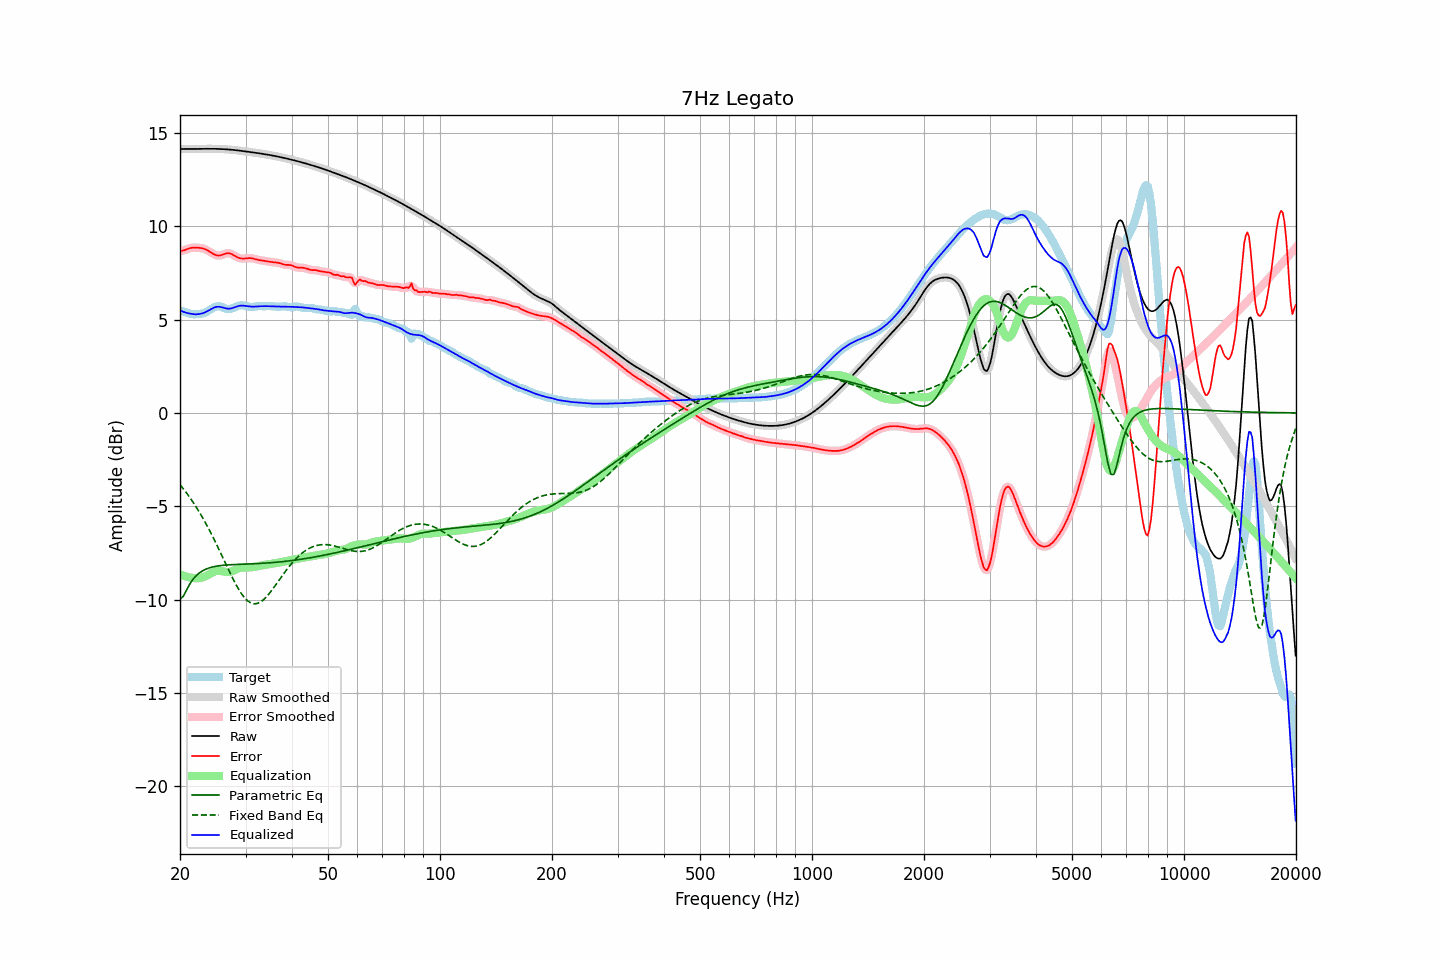 7Hz Legato
15
10
5
0
−5
−10
−15
−20
Amplitude (dBr)
Target
Raw Smoothed
Error Smoothed
Raw
Error
Equalization
Parametric Eq
Fixed Band Eq
Equalized
20 50 100 200 500 1000 2000 5000 10000 20000
Frequency (Hz)